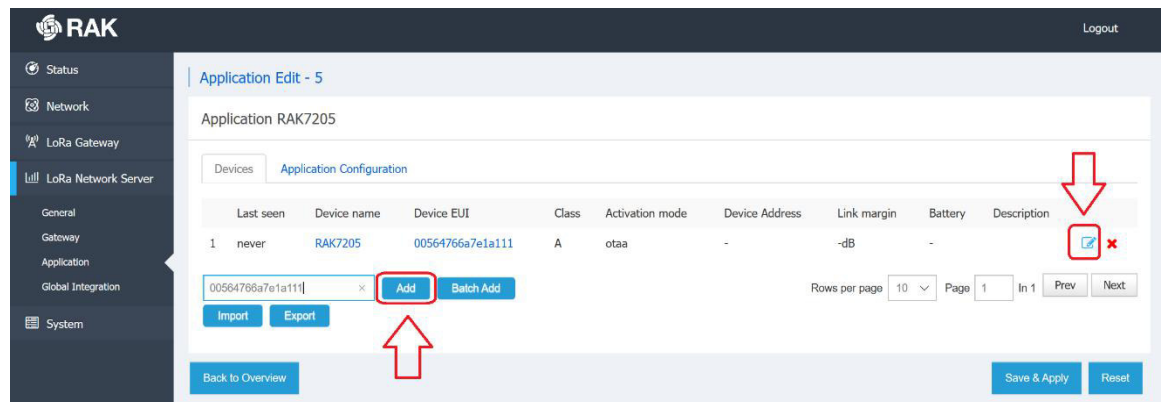 RAK
Logout
Status
Network
LoRa Gateway
LoRa Network Server
General
Gateway
Application
Global Integration
System
Application Edit - 5
Application RAK7205
Devices Application Configuration
Last seen Device name Device EUI Class Activation mode Device Address Link margin Battery Description
1 never RAK7205 00564766a7e1a111 A otaa - -dB -
00564766a7e1a111 × Add Batch Add Rows per page 10 Page 1 In 1 Prev Next
Import Export
Back to Overview Save & Apply Reset